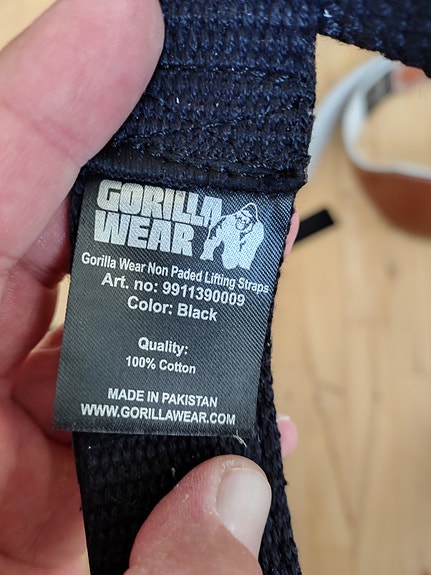 GORILLA
WEAR
Gorilla Wear Non Paded Lifting Straps
Art. no: 9911390009
Color: Black
Quality:
100% Cotton
MADE IN PAKISTAN
WWW.GORILLAWEAR.COM